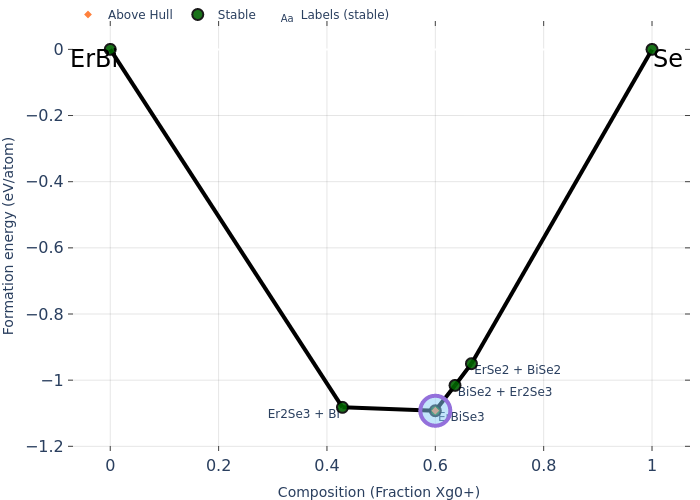 Above Hull Stable Aa Labels (stable)
0
−0.2
−0.4
−0.6
−0.8
−1
−1.2
Formation energy (eV/atom)
ErBi
Se
ErSe2 + BiSe2
BiSe2 + Er2Se3
Er2Se3 + Bi
ErBiSe3
0 0.2 0.4 0.6 0.8 1
Composition (Fraction Xg0+)